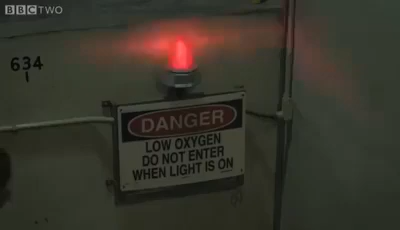 BBC TWO
634
DANGER
LOW OXYGEN
DO NOT ENTER
WHEN LIGHT IS ON